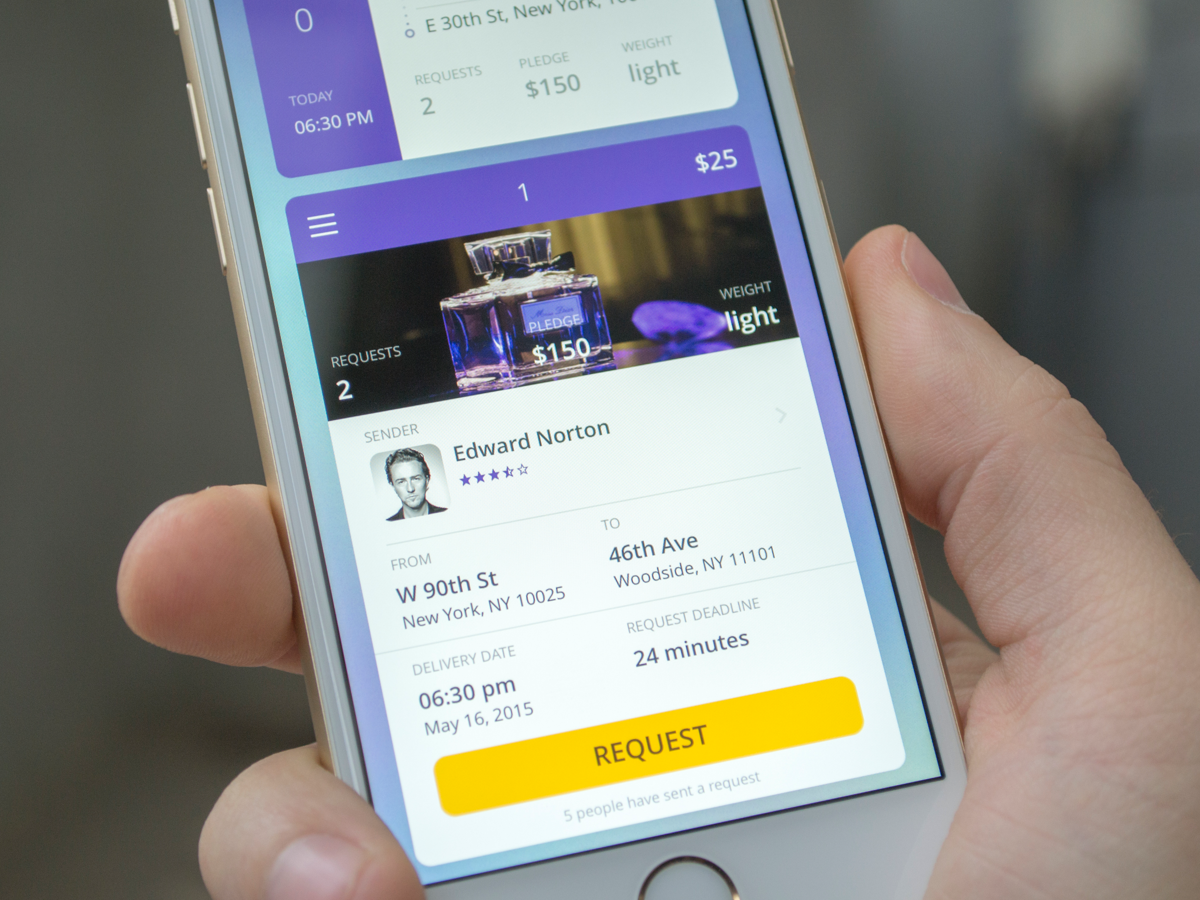 0
E 30th St, New York,
TODAY
06:30 PM
REQUESTS
2
PLEDGE
$150
WEIGHT
light
1
$25
REQUESTS
2
PLEDGE
$150
WEIGHT
light
SENDER
Edward Norton
FROM
W 90th St
New York, NY 10025
TO
46th Ave
Woodside, NY 11101
DELIVERY DATE
06:30 pm
May 16, 2015
REQUEST DEADLINE
24 minutes
REQUEST
5 people have sent a request